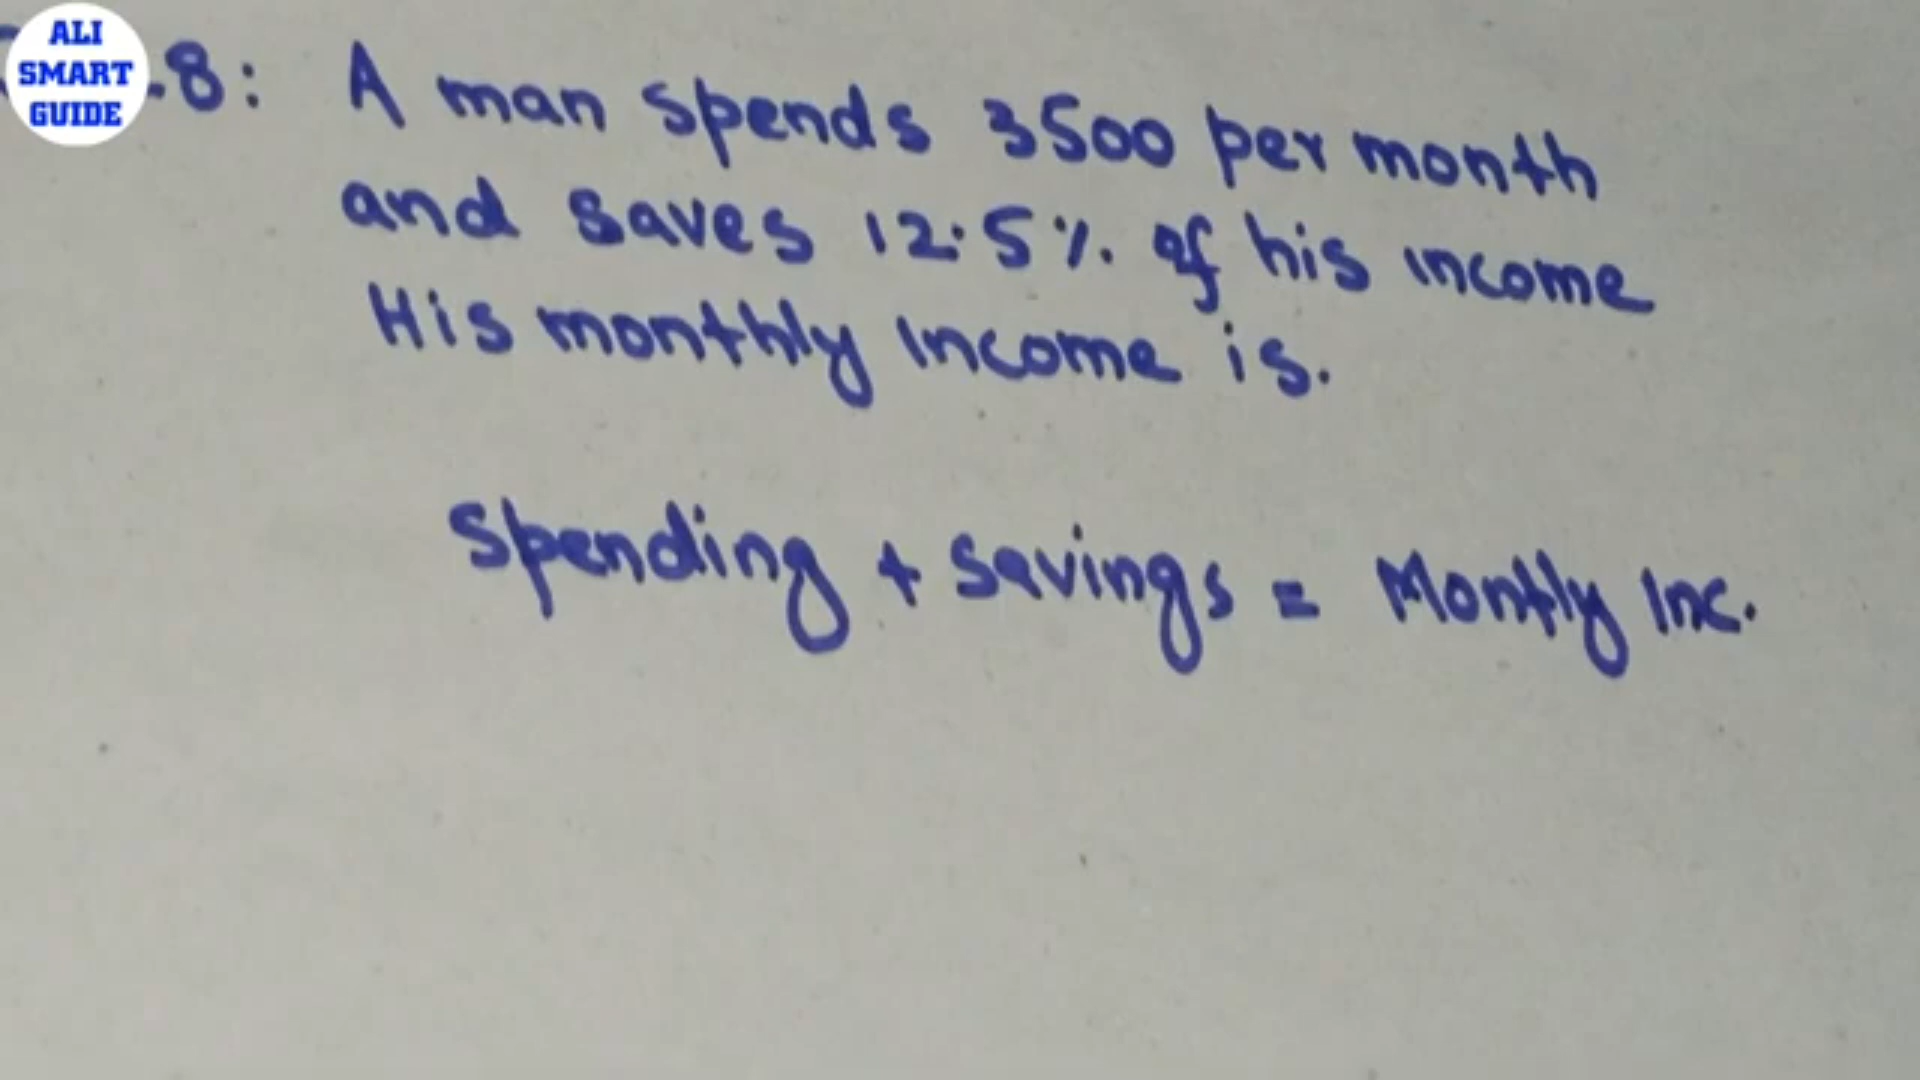 ALI
SMART
GUIDE
.8: A man spends 3500 per month
and saves 12.5%. of his income
His monthly Income is.
Spending + Savings = Montly Inc.